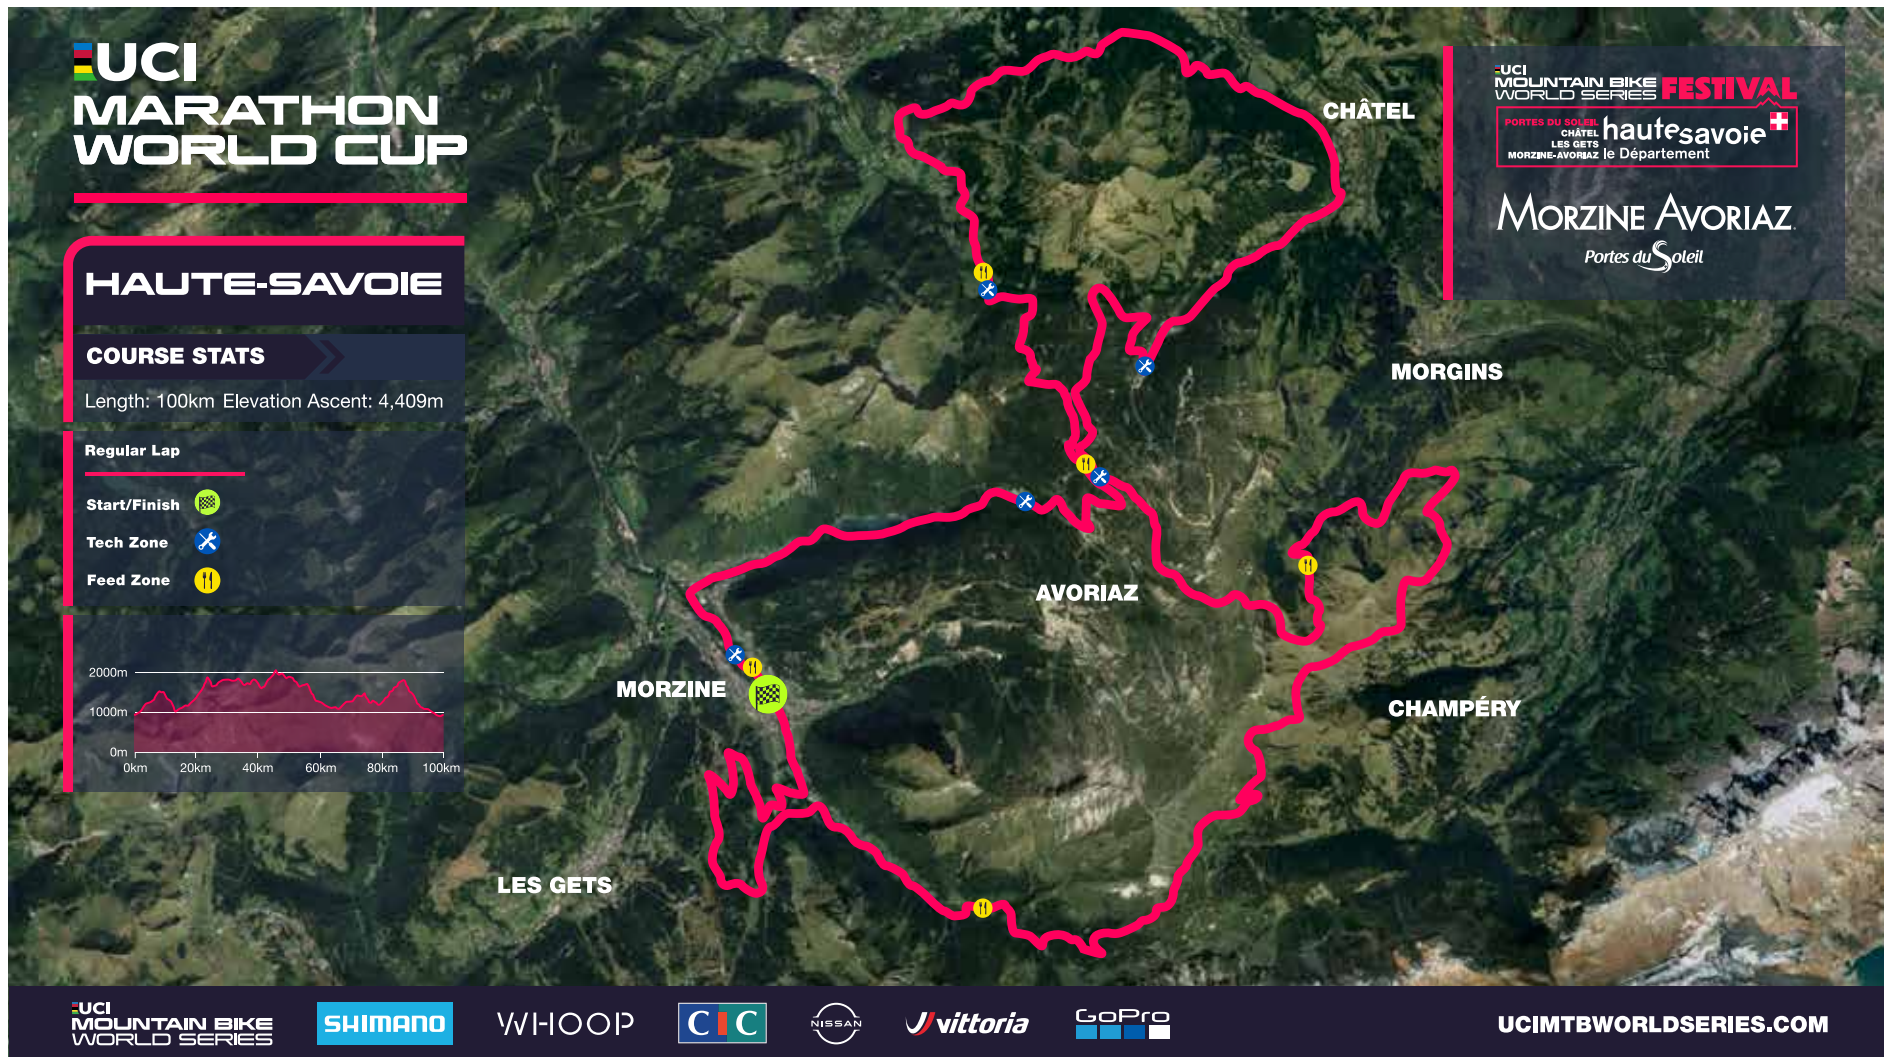 UCI
MARATHON
WORLD CUP
HAUTE-SAVOIE
COURSE STATS
Length: 100km Elevation Ascent: 4,409m
Regular Lap
Start/Finish
Tech Zone
Feed Zone
2000m
1000m
0m
0km 20km 40km 60km 80km 100km
CHÂTEL
MORGINS
AVORIAZ
MORZINE
CHAMPÉRY
LES GETS
UCI
MOUNTAIN BIKE
WORLD SERIES FESTIVAL
PORTES DU SOLEIL
CHÂTEL
LES GETS
MORZINE-AVORIAZ
hautesavoie
le Département
MORZINE AVORIAZ
Portes du Soleil
UCI
MOUNTAIN BIKE
WORLD SERIES
SHIMANO
WHOOP
CIC
NISSAN
vittoria
GoPro
UCIMTBWORLDSERIES.COM